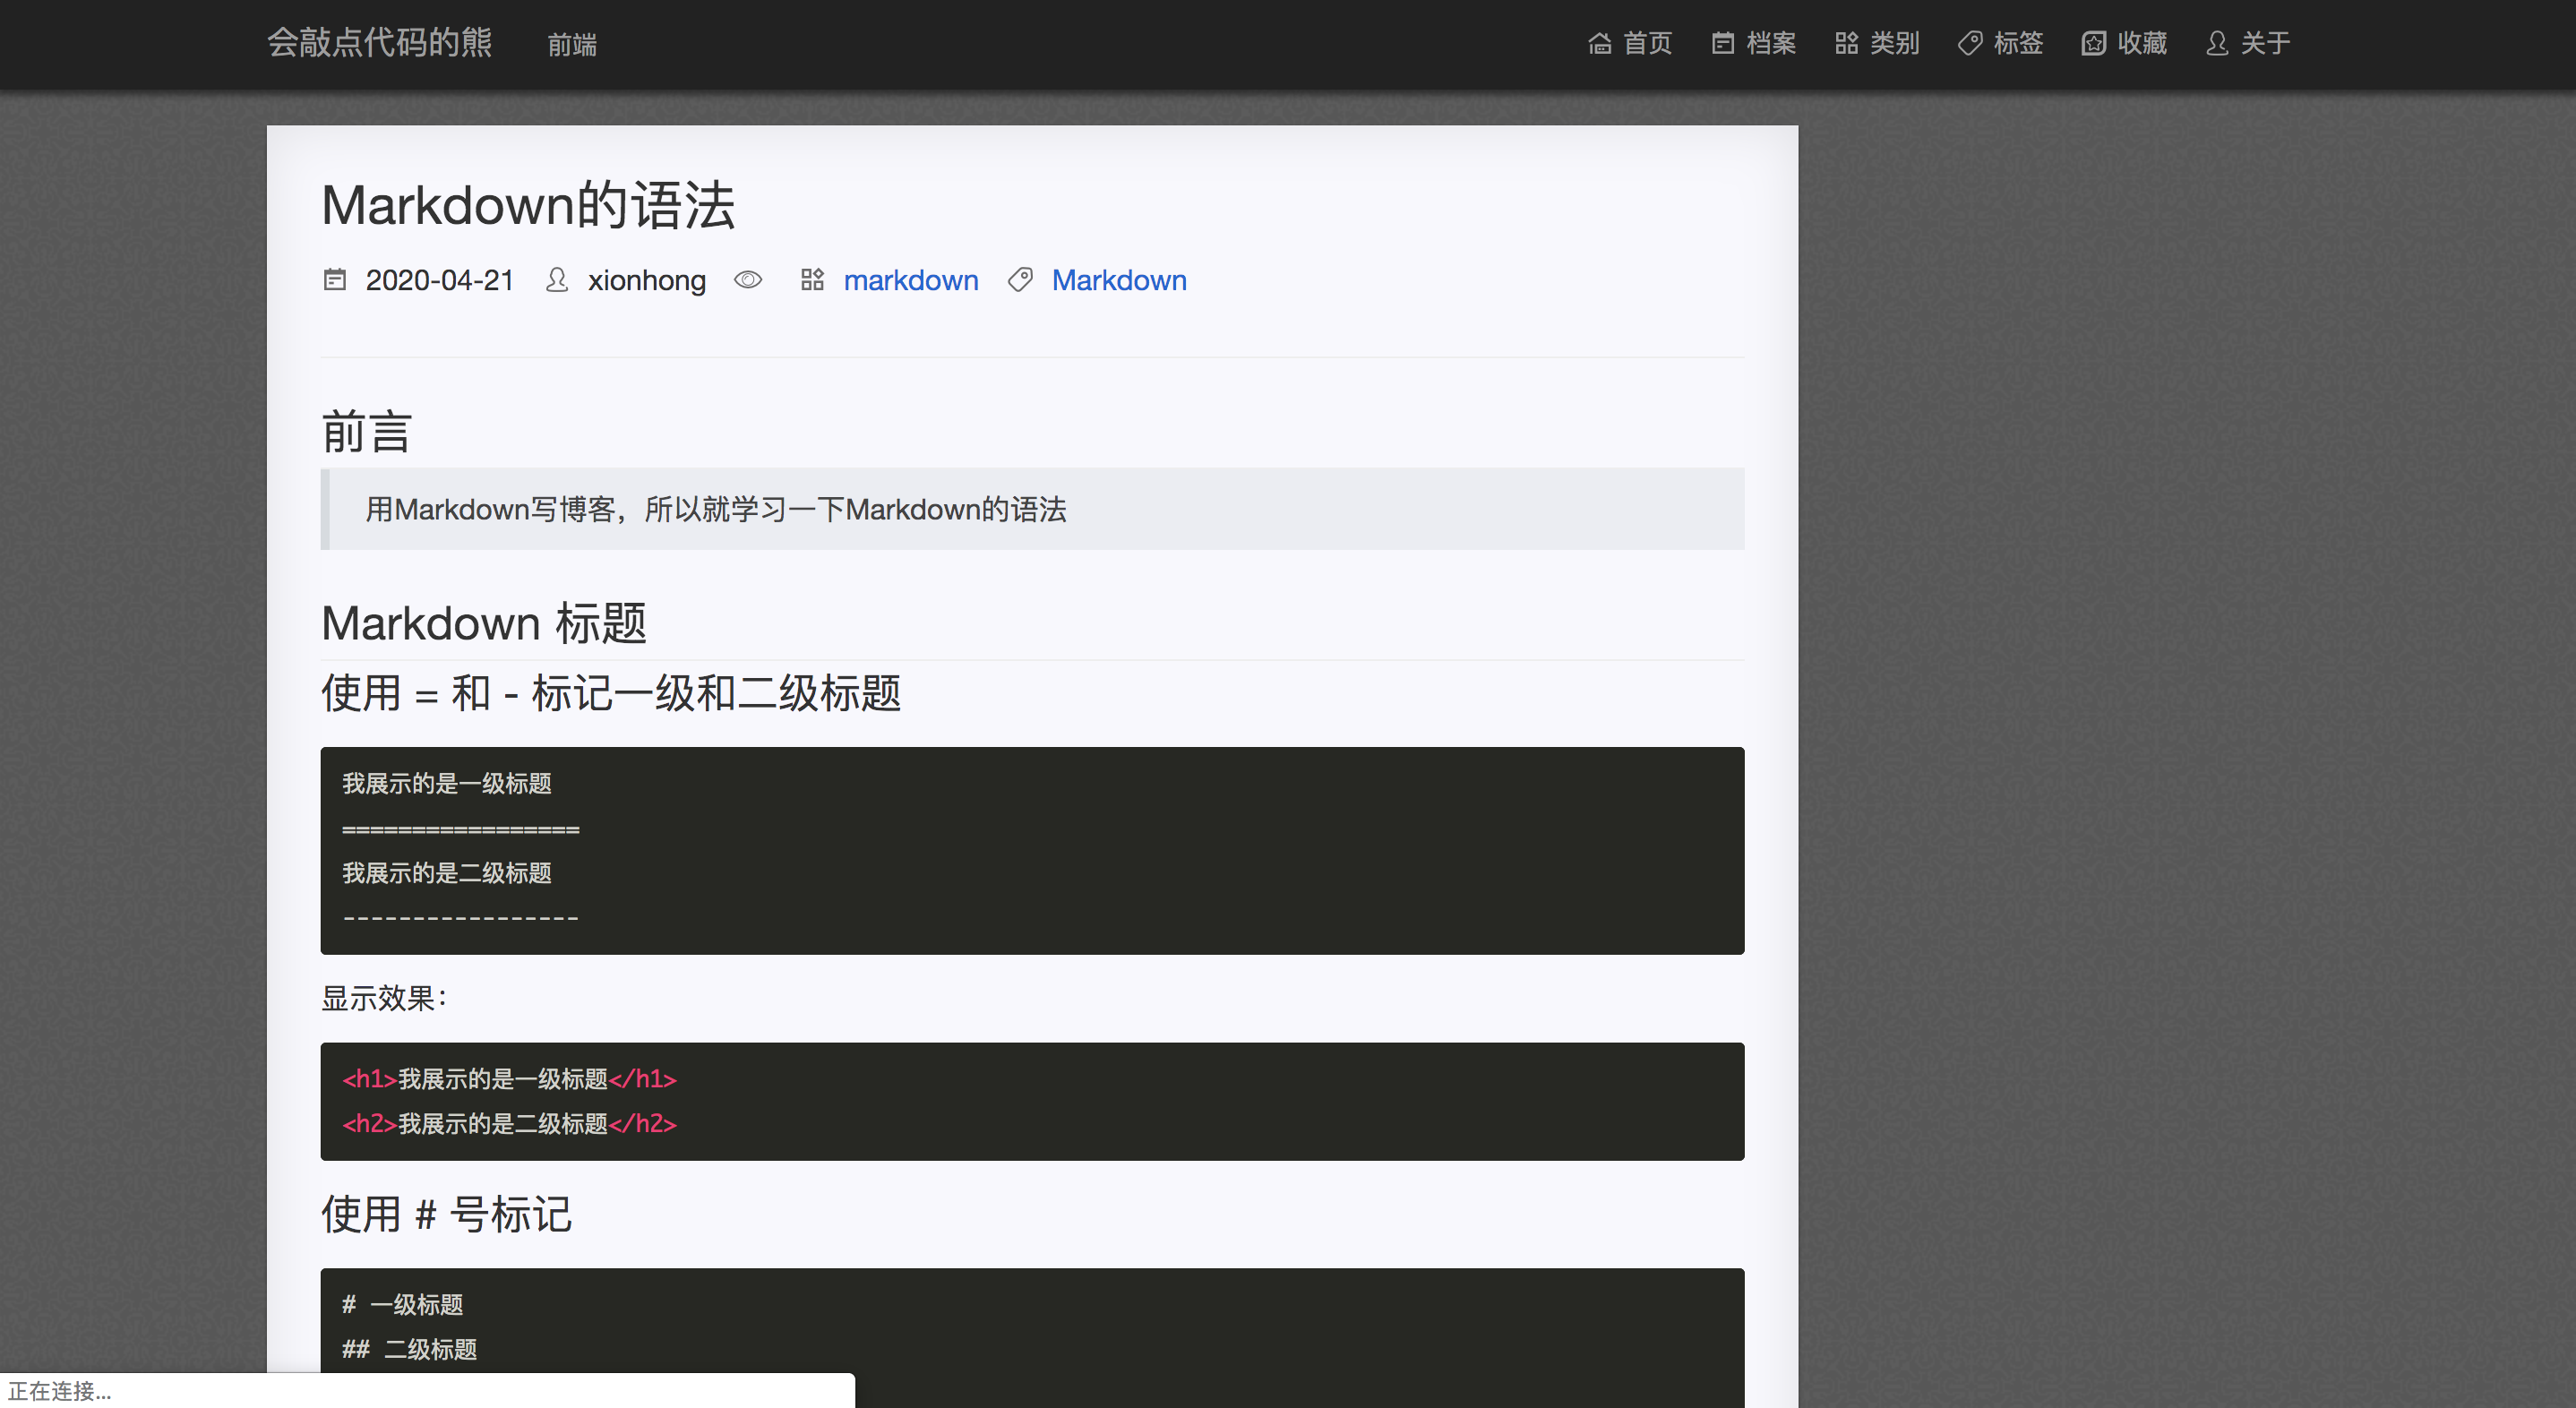 会敲点代码的熊 前端 首页 档案 类别 标签 收藏 关于
Markdown的语法
2020-04-21 xionhong markdown Markdown
前言
用Markdown写博客，所以就学习一下Markdown的语法
Markdown 标题
使用 = 和 - 标记一级和二级标题
我展示的是一级标题
=================
我展示的是二级标题
-----------------
显示效果：
<h1>我展示的是一级标题</h1>
<h2>我展示的是二级标题</h2>
使用 # 号标记
# 一级标题
## 二级标题
正在连接...